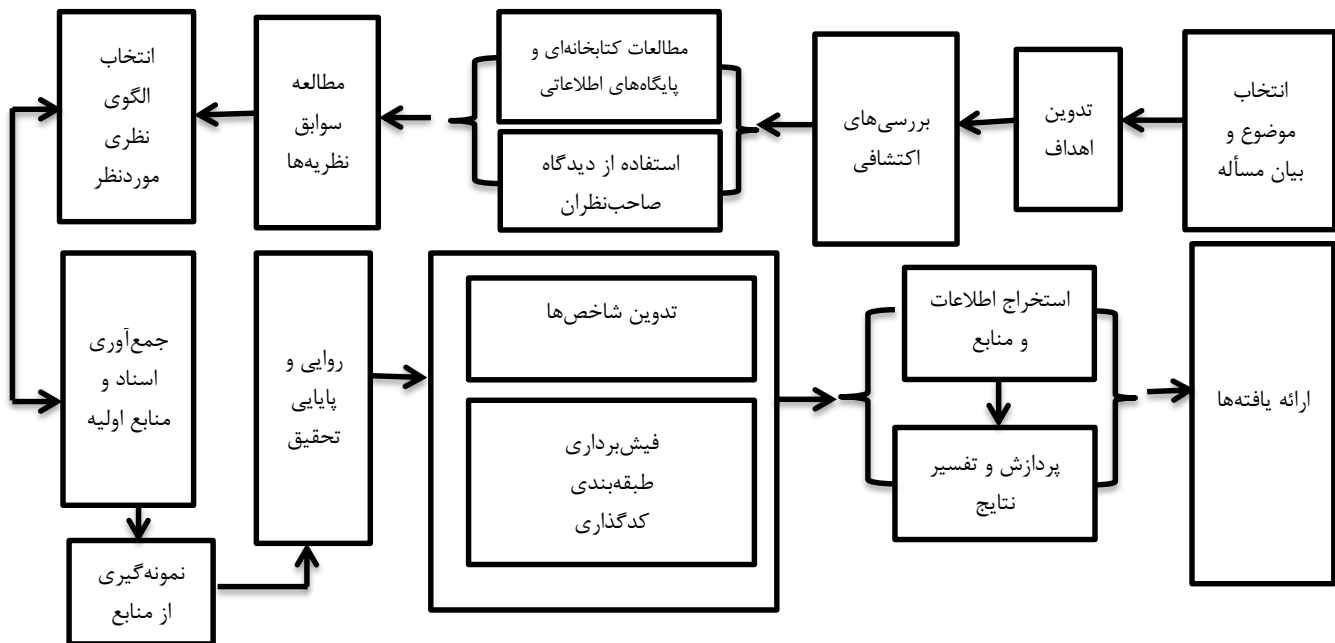 انتخاب
موضوع و
بیان مسأله
تدوین
اهداف
بررسی‌های
اکتشافی
مطالعات کتابخانه‌ای و
پایگاه‌های اطلاعاتی
استفاده از دیدگاه
صاحب‌نظران
مطالعه
سوابق
نظریه‌ها
انتخاب
الگوی
نظری
موردنظر
جمع‌آوری
اسناد و
منابع اولیه
نمونه‌گیری
از منابع
روایی و
پایایی
تحقیق
تدوین شاخص‌ها
فیش‌برداری
طبقه‌بندی
کدگذاری
استخراج اطلاعات
و منابع
پردازش و تفسیر
نتایج
ارائه یافته‌ها